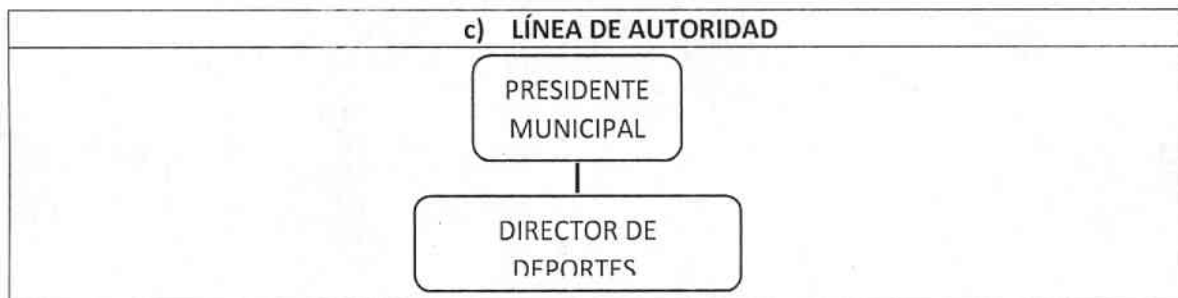 c) LÍNEA DE AUTORIDAD
PRESIDENTE
MUNICIPAL
DIRECTOR DE
DEPORTES